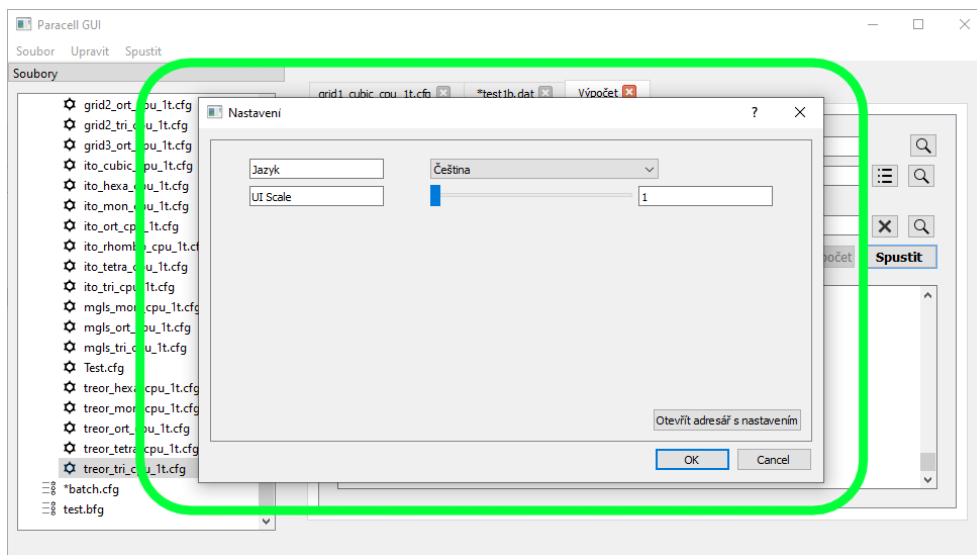 Paracell GUI
Soubor Upravit Spustit
Soubory
grid1_cubic_cpu_1t.cfg *test1b.dat Výpočet
grid2_ort_cpu_1t.cfg
grid2_tri_cpu_1t.cfg
grid3_ort_cpu_1t.cfg
ito_cubic_cpu_1t.cfg
ito_hexa_cpu_1t.cfg
ito_mon_cpu_1t.cfg
ito_ort_cpu_1t.cfg
ito_rhombo_cpu_1t.cf
ito_tetra_cpu_1t.cfg
ito_tri_cpu_1t.cfg
mgls_mon_cpu_1t.cfg
mgls_ort_cpu_1t.cfg
mgls_tri_cpu_1t.cfg
Test.cfg
treor_hexa_cpu_1t.cfg
treor_mon_cpu_1t.cfg
treor_ort_cpu_1t.cfg
treor_tetra_cpu_1t.cfg
treor_tri_cpu_1t.cfg
*batch.cfg
test.bfg
Nastavení ?
Jazyk Čeština
UI Scale 1
Otevřít adresář s nastavením
OK Cancel
počet Spustit